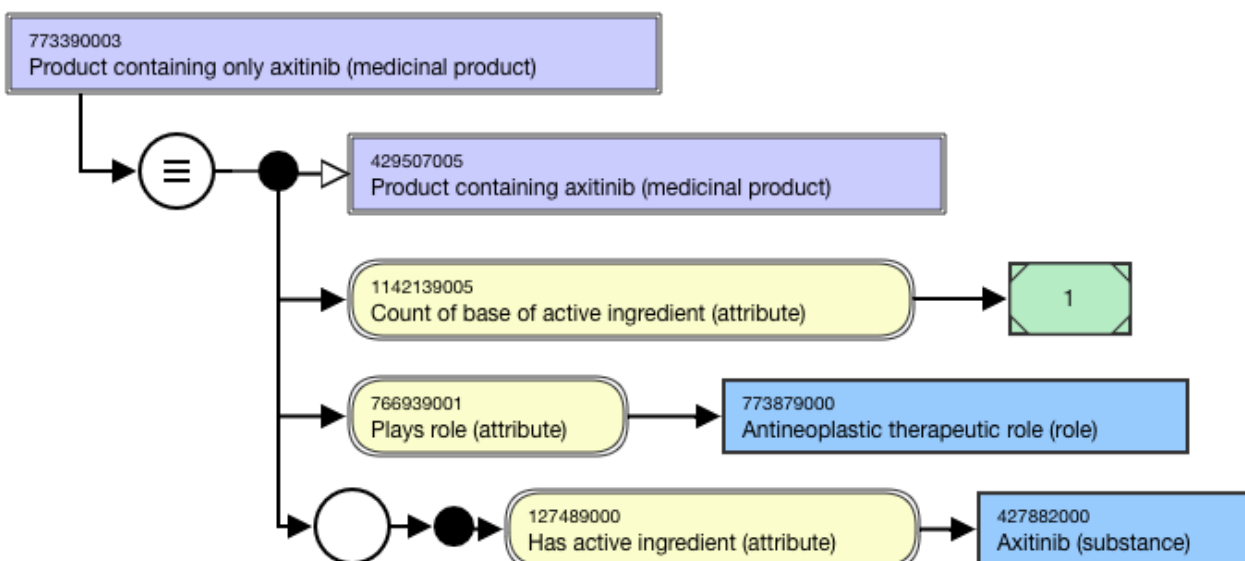 773390003
Product containing only axitinib (medicinal product)
429507005
Product containing axitinib (medicinal product)
1142139005
Count of base of active ingredient (attribute)
1
766939001
Plays role (attribute)
773879000
Antineoplastic therapeutic role (role)
127489000
Has active ingredient (attribute)
427882000
Axitinib (substance)